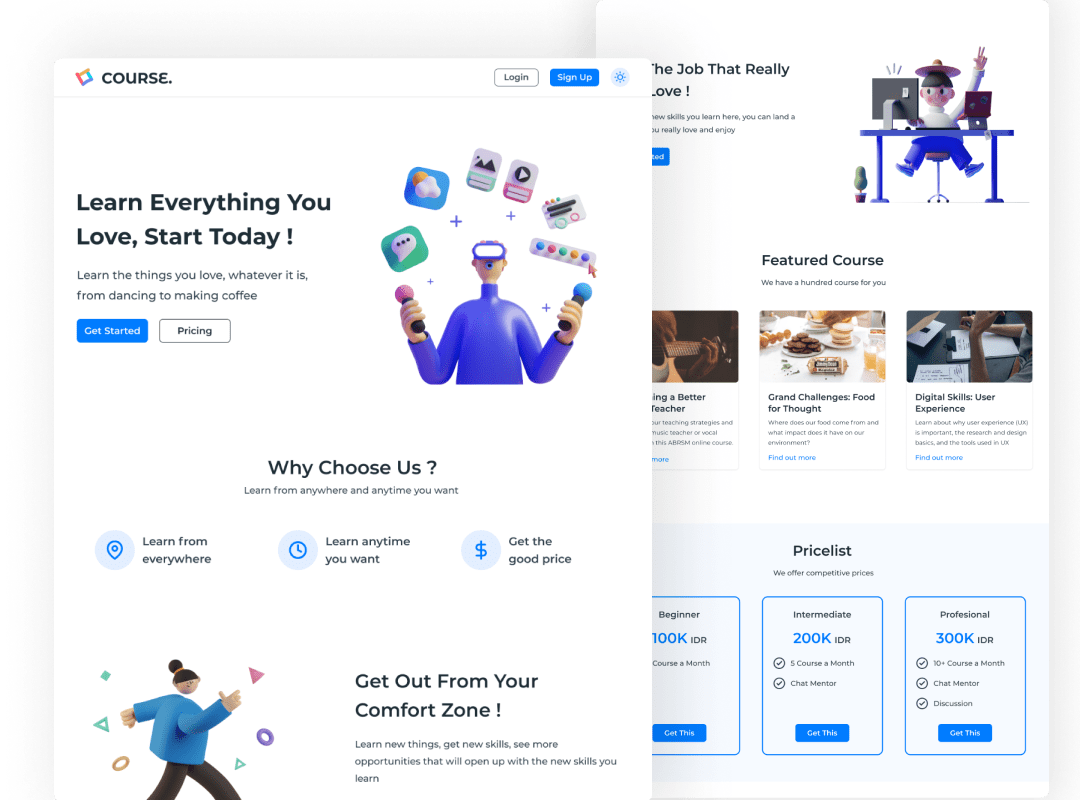 COURSE.
Login
Sign Up
Learn Everything You
Love, Start Today !
Learn the things you love, whatever it is,
from dancing to making coffee
Get Started
Pricing
Why Choose Us ?
Learn from anywhere and anytime you want
Learn from
everywhere
Learn anytime
you want
Get the
good price
Get Out From Your
Comfort Zone !
Learn new things, get new skills, see more
opportunities that will open up with the new skills you
learn
The Job That Really
Love !
new skills you learn here, you can land a
ou really love and enjoy
ted
Featured Course
We have a hundred course for you
ing a Better
Teacher
our teaching strategies and
music teacher or vocal
n this ABRSM online course.
more
Grand Challenges: Food
for Thought
Where does our food come from and
what impact does it have on our
environment?
Find out more
Digital Skills: User
Experience
Learn about why user experience (UX)
is important, the research and design
basics, and the tools used in UX
Find out more
Pricelist
We offer competitive prices
Beginner
100K IDR
Course a Month
Get This
Intermediate
200K IDR
5 Course a Month
Chat Mentor
Get This
Profesional
300K IDR
10+ Course a Month
Chat Mentor
Discussion
Get This